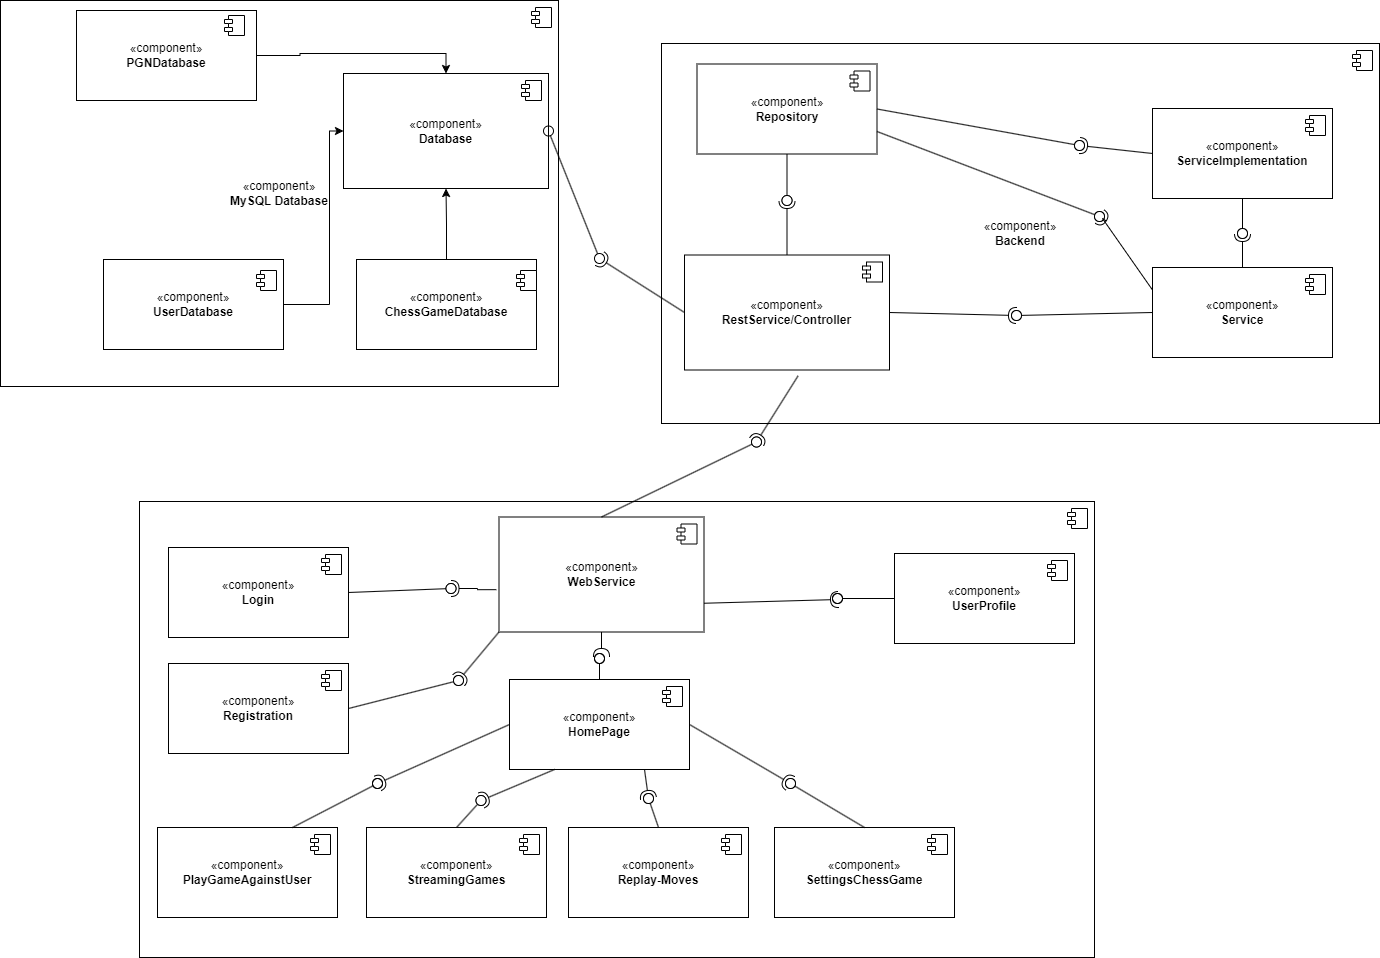 «component»
PGNDatabase
«component»
Database
«component»
MySQL Database
«component»
UserDatabase
«component»
ChessGameDatabase
«component»
Repository
«component»
ServiceImplementation
«component»
Backend
«component»
RestService/Controller
«component»
Service
«component»
WebService
«component»
Login
«component»
UserProfile
«component»
Registration
«component»
HomePage
«component»
PlayGameAgainstUser
«component»
StreamingGames
«component»
Replay-Moves
«component»
SettingsChessGame